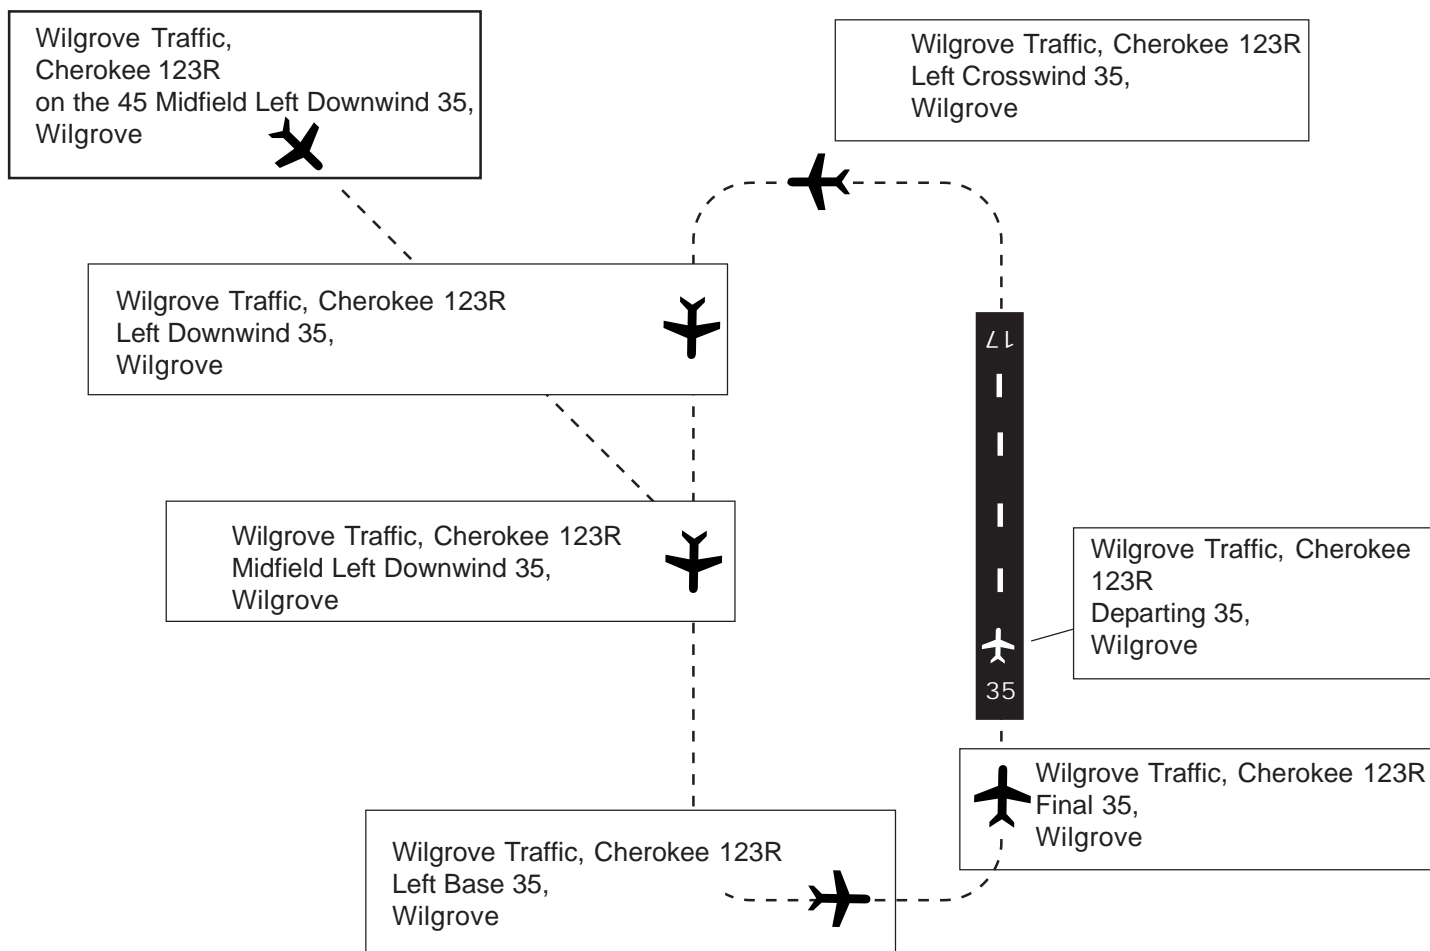 Wilgrove Traffic,
Cherokee 123R
on the 45 Midfield Left Downwind 35,
Wilgrove
Wilgrove Traffic, Cherokee 123R
Left Crosswind 35,
Wilgrove
Wilgrove Traffic, Cherokee 123R
Left Downwind 35,
Wilgrove
17
Wilgrove Traffic, Cherokee 123R
Midfield Left Downwind 35,
Wilgrove
Wilgrove Traffic, Cherokee
123R
Departing 35,
Wilgrove
35
Wilgrove Traffic, Cherokee 123R
Final 35,
Wilgrove
Wilgrove Traffic, Cherokee 123R
Left Base 35,
Wilgrove